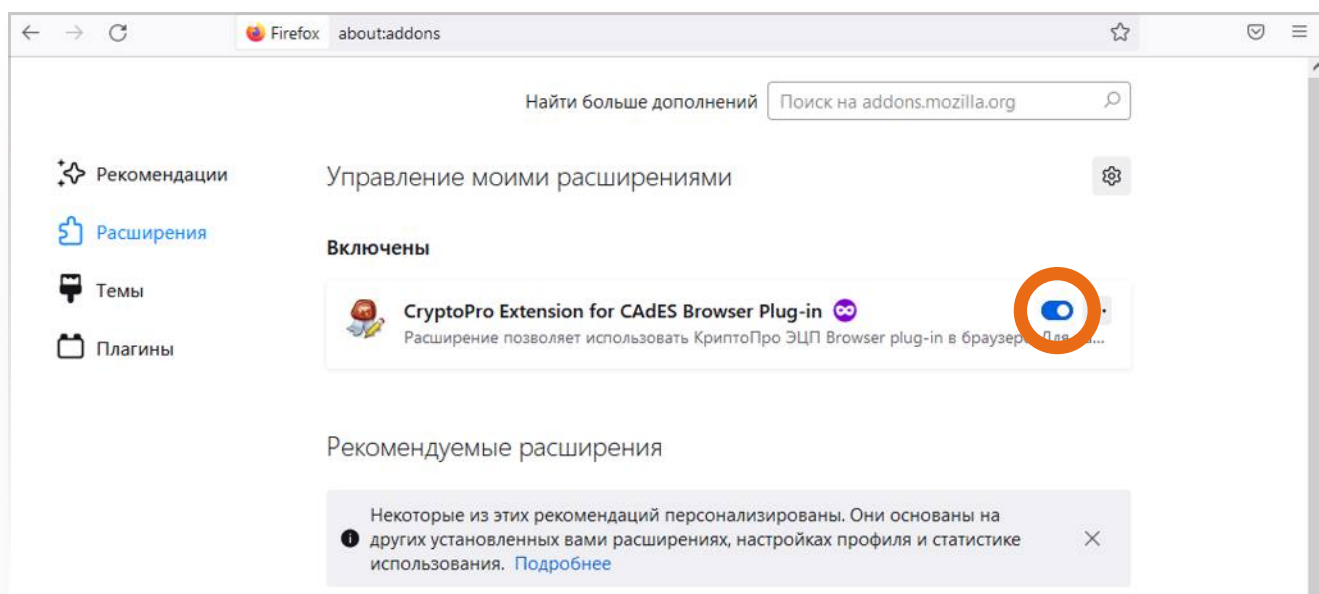 Firefox about:addons
Найти больше дополнений Поиск на addons.mozilla.org
Рекомендации
Расширения
Темы
Плагины
Управление моими расширениями
Включены
CryptoPro Extension for CAdES Browser Plug-in
Расширение позволяет использовать КриптоПро ЭЦП Browser plug-in в браузер Для
Рекомендуемые расширения
Некоторые из этих рекомендаций персонализированы. Они основаны на
других установленных вами расширениях, настройках профиля и статистике
использования. Подробнее